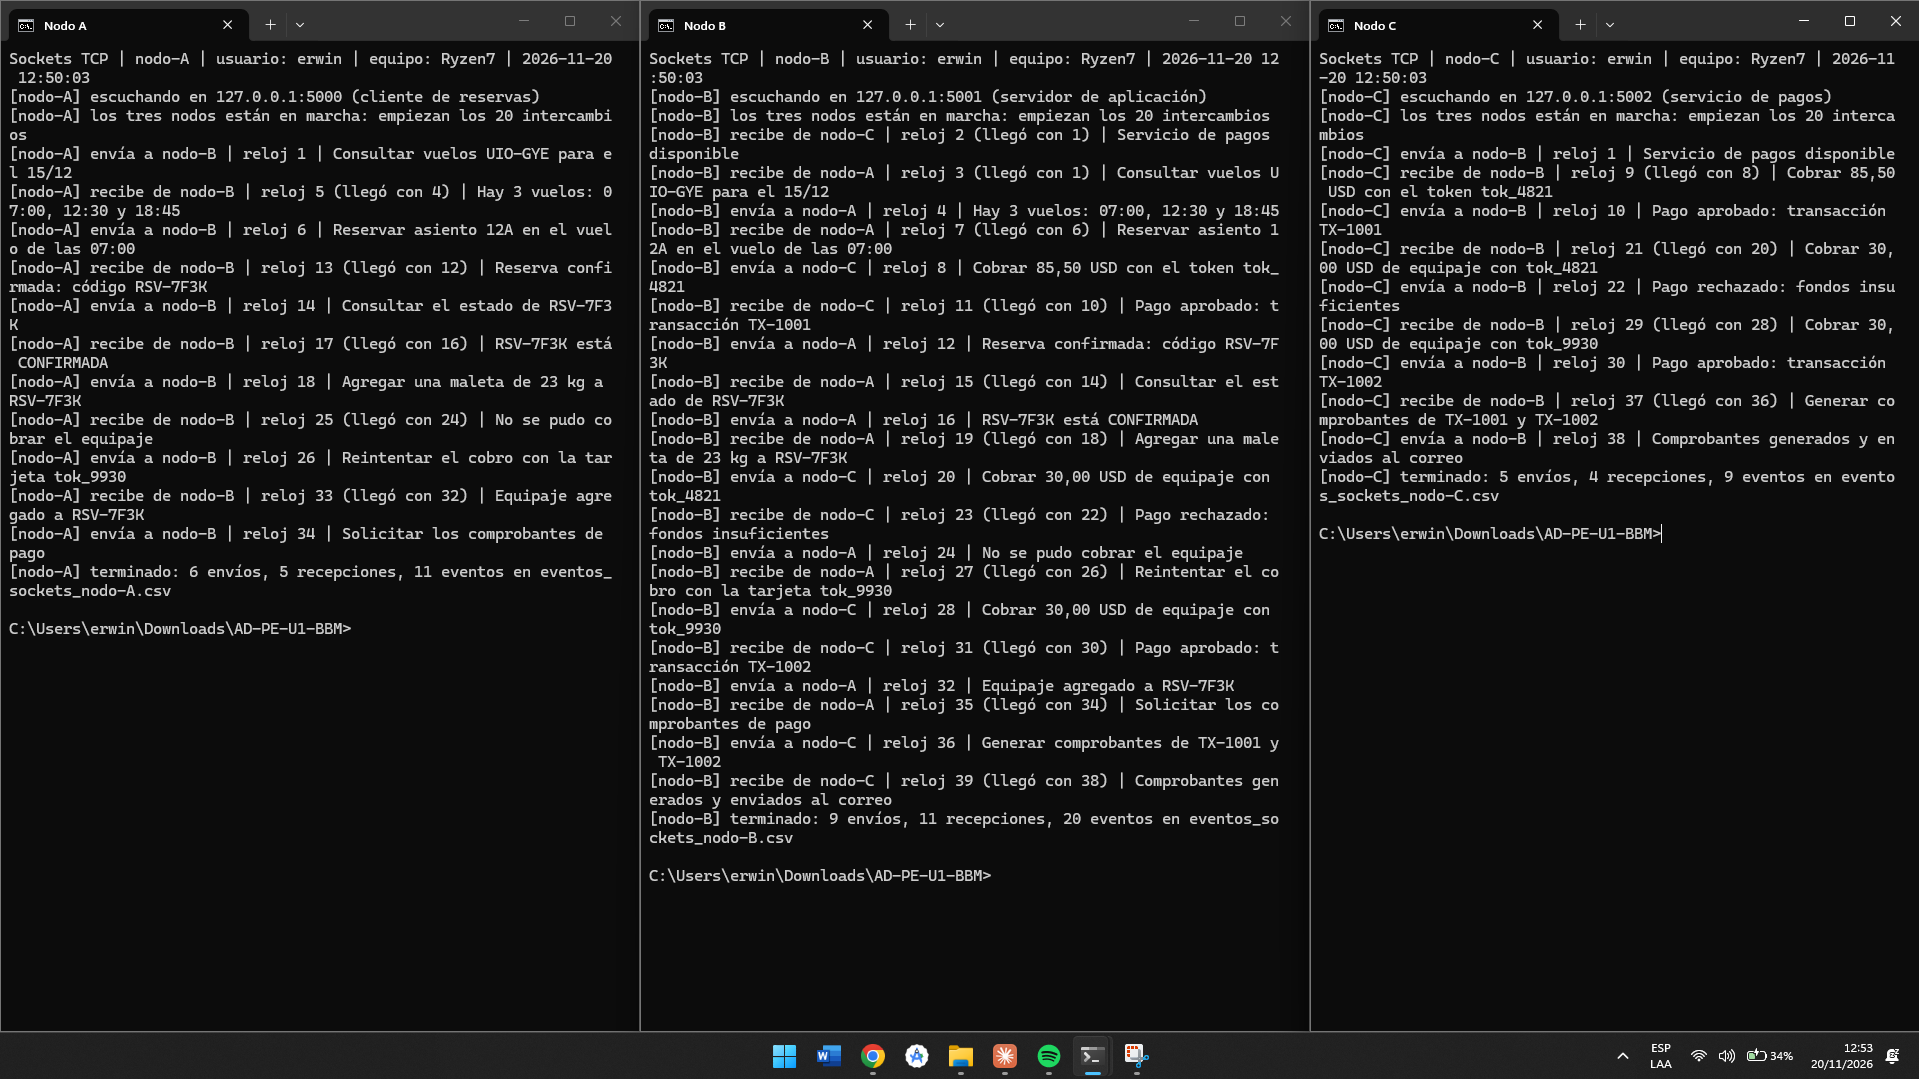 Nodo A
Sockets TCP | nodo-A | usuario: erwin | equipo: Ryzen7 | 2026-11-20
 12:50:03
[nodo-A] escuchando en 127.0.0.1:5000 (cliente de reservas)
[nodo-A] los tres nodos están en marcha: empiezan los 20 intercambi
os
[nodo-A] envía a nodo-B | reloj 1 | Consultar vuelos UIO-GYE para e
l 15/12
[nodo-A] recibe de nodo-B | reloj 5 (llegó con 4) | Hay 3 vuelos: 0
7:00, 12:30 y 18:45
[nodo-A] envía a nodo-B | reloj 6 | Reservar asiento 12A en el vuel
o de las 07:00
[nodo-A] recibe de nodo-B | reloj 13 (llegó con 12) | Reserva confi
rmada: código RSV-7F3K
[nodo-A] envía a nodo-B | reloj 14 | Consultar el estado de RSV-7F3
K
[nodo-A] recibe de nodo-B | reloj 17 (llegó con 16) | RSV-7F3K está
 CONFIRMADA
[nodo-A] envía a nodo-B | reloj 18 | Agregar una maleta de 23 kg a
RSV-7F3K
[nodo-A] recibe de nodo-B | reloj 25 (llegó con 24) | No se pudo co
brar el equipaje
[nodo-A] envía a nodo-B | reloj 26 | Reintentar el cobro con la tar
jeta tok_9930
[nodo-A] recibe de nodo-B | reloj 33 (llegó con 32) | Equipaje agre
gado a RSV-7F3K
[nodo-A] envía a nodo-B | reloj 34 | Solicitar los comprobantes de
pago
[nodo-A] terminado: 6 envíos, 5 recepciones, 11 eventos en eventos_
sockets_nodo-A.csv
C:\Users\erwin\Downloads\AD-PE-U1-BBM>
Nodo B
Sockets TCP | nodo-B | usuario: erwin | equipo: Ryzen7 | 2026-11-20 12
:50:03
[nodo-B] escuchando en 127.0.0.1:5001 (servidor de aplicación)
[nodo-B] los tres nodos están en marcha: empiezan los 20 intercambios
[nodo-B] recibe de nodo-C | reloj 2 (llegó con 1) | Servicio de pagos
disponible
[nodo-B] recibe de nodo-A | reloj 3 (llegó con 1) | Consultar vuelos U
IO-GYE para el 15/12
[nodo-B] envía a nodo-A | reloj 4 | Hay 3 vuelos: 07:00, 12:30 y 18:45
[nodo-B] recibe de nodo-A | reloj 7 (llegó con 6) | Reservar asiento 1
2A en el vuelo de las 07:00
[nodo-B] envía a nodo-C | reloj 8 | Cobrar 85,50 USD con el token tok_
4821
[nodo-B] recibe de nodo-C | reloj 11 (llegó con 10) | Pago aprobado: t
ransacción TX-1001
[nodo-B] envía a nodo-A | reloj 12 | Reserva confirmada: código RSV-7F
3K
[nodo-B] recibe de nodo-A | reloj 15 (llegó con 14) | Consultar el est
ado de RSV-7F3K
[nodo-B] envía a nodo-A | reloj 16 | RSV-7F3K está CONFIRMADA
[nodo-B] recibe de nodo-A | reloj 19 (llegó con 18) | Agregar una male
ta de 23 kg a RSV-7F3K
[nodo-B] envía a nodo-C | reloj 20 | Cobrar 30,00 USD de equipaje con
tok_4821
[nodo-B] recibe de nodo-C | reloj 23 (llegó con 22) | Pago rechazado:
fondos insuficientes
[nodo-B] envía a nodo-A | reloj 24 | No se pudo cobrar el equipaje
[nodo-B] recibe de nodo-A | reloj 27 (llegó con 26) | Reintentar el co
bro con la tarjeta tok_9930
[nodo-B] envía a nodo-C | reloj 28 | Cobrar 30,00 USD de equipaje con
tok_9930
[nodo-B] recibe de nodo-C | reloj 31 (llegó con 30) | Pago aprobado: t
ransacción TX-1002
[nodo-B] envía a nodo-A | reloj 32 | Equipaje agregado a RSV-7F3K
[nodo-B] recibe de nodo-A | reloj 35 (llegó con 34) | Solicitar los co
mprobantes de pago
[nodo-B] envía a nodo-C | reloj 36 | Generar comprobantes de TX-1001 y
 TX-1002
[nodo-B] recibe de nodo-C | reloj 39 (llegó con 38) | Comprobantes gen
erados y enviados al correo
[nodo-B] terminado: 9 envíos, 11 recepciones, 20 eventos en eventos_so
ckets_nodo-B.csv
C:\Users\erwin\Downloads\AD-PE-U1-BBM>
Nodo C
Sockets TCP | nodo-C | usuario: erwin | equipo: Ryzen7 | 2026-11
-20 12:50:03
[nodo-C] escuchando en 127.0.0.1:5002 (servicio de pagos)
[nodo-C] los tres nodos están en marcha: empiezan los 20 interca
mbios
[nodo-C] envía a nodo-B | reloj 1 | Servicio de pagos disponible
[nodo-C] recibe de nodo-B | reloj 9 (llegó con 8) | Cobrar 85,50
 USD con el token tok_4821
[nodo-C] envía a nodo-B | reloj 10 | Pago aprobado: transacción
TX-1001
[nodo-C] recibe de nodo-B | reloj 21 (llegó con 20) | Cobrar 30,
00 USD de equipaje con tok_4821
[nodo-C] envía a nodo-B | reloj 22 | Pago rechazado: fondos insu
ficientes
[nodo-C] recibe de nodo-B | reloj 29 (llegó con 28) | Cobrar 30,
00 USD de equipaje con tok_9930
[nodo-C] envía a nodo-B | reloj 30 | Pago aprobado: transacción
TX-1002
[nodo-C] recibe de nodo-B | reloj 37 (llegó con 36) | Generar co
mprobantes de TX-1001 y TX-1002
[nodo-C] envía a nodo-B | reloj 38 | Comprobantes generados y en
viados al correo
[nodo-C] terminado: 5 envíos, 4 recepciones, 9 eventos en evento
s_sockets_nodo-C.csv
C:\Users\erwin\Downloads\AD-PE-U1-BBM>
ESP
LAA
34%
12:53
20/11/2026